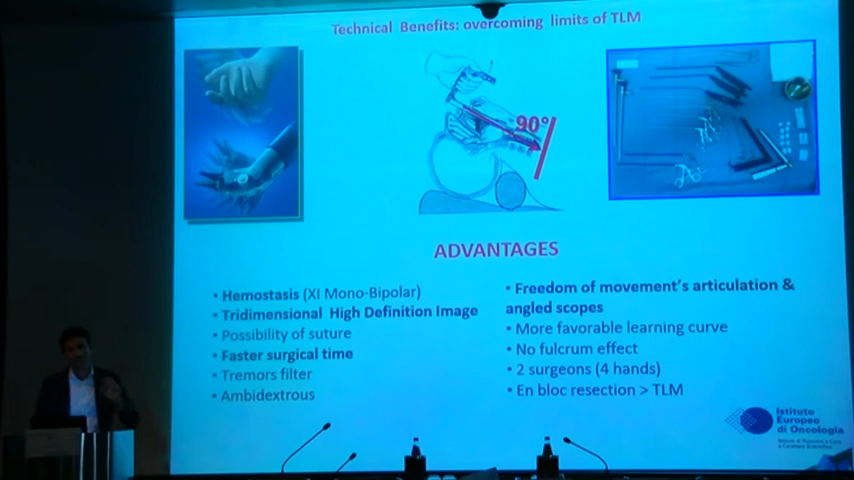 Technical Benefits: overcoming limits of TLM
90°
ADVANTAGES
• Hemostasis (XI Mono-Bipolar)
• Tridimensional High Definition Image
• Possibility of suture
• Faster surgical time
• Tremors filter
• Ambidextrous
• Freedom of movement's articulation &
angled scopes
• More favorable learning curve
• No fulcrum effect
• 2 surgeons (4 hands)
• En bloc resection > TLM
Istituto
Europeo
di Oncologia